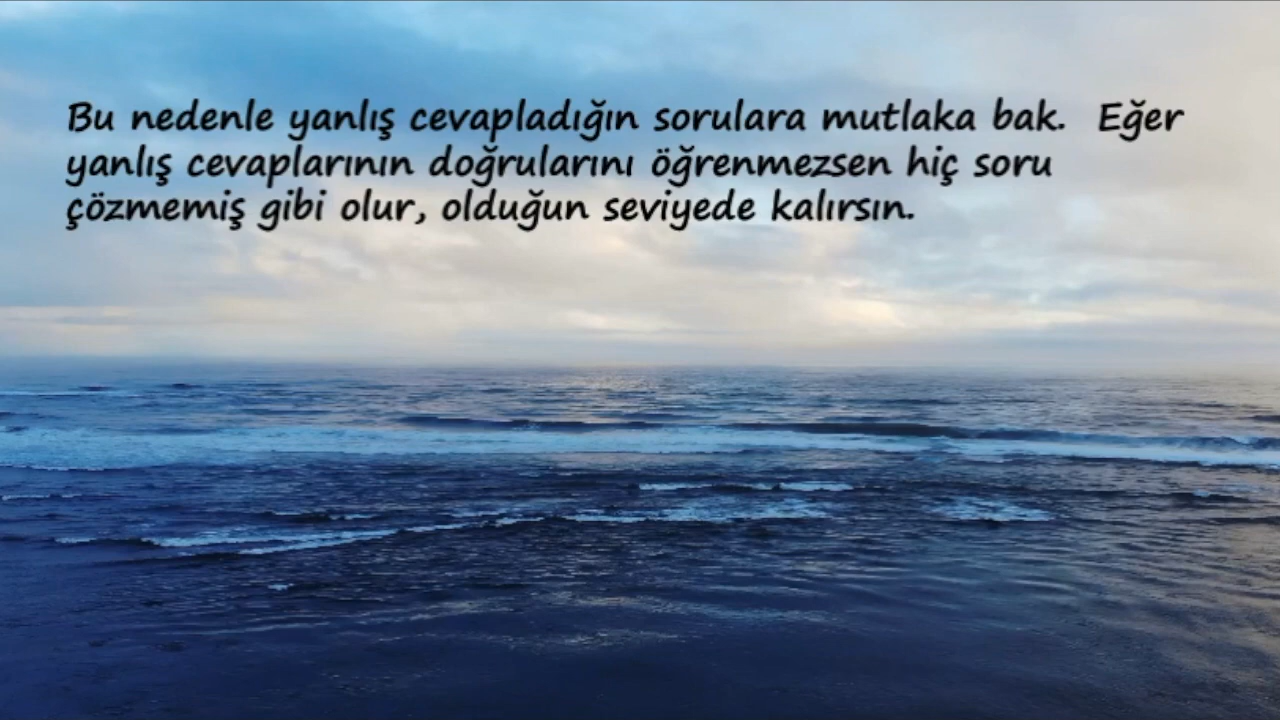 Bu nedenle yanlış cevapladığın sorulara mutlaka bak.  Eğer
yanlış cevaplarının doğrularını öğrenmezsen hiç soru
çözmemiş gibi olur, olduğun seviyede kalırsın.